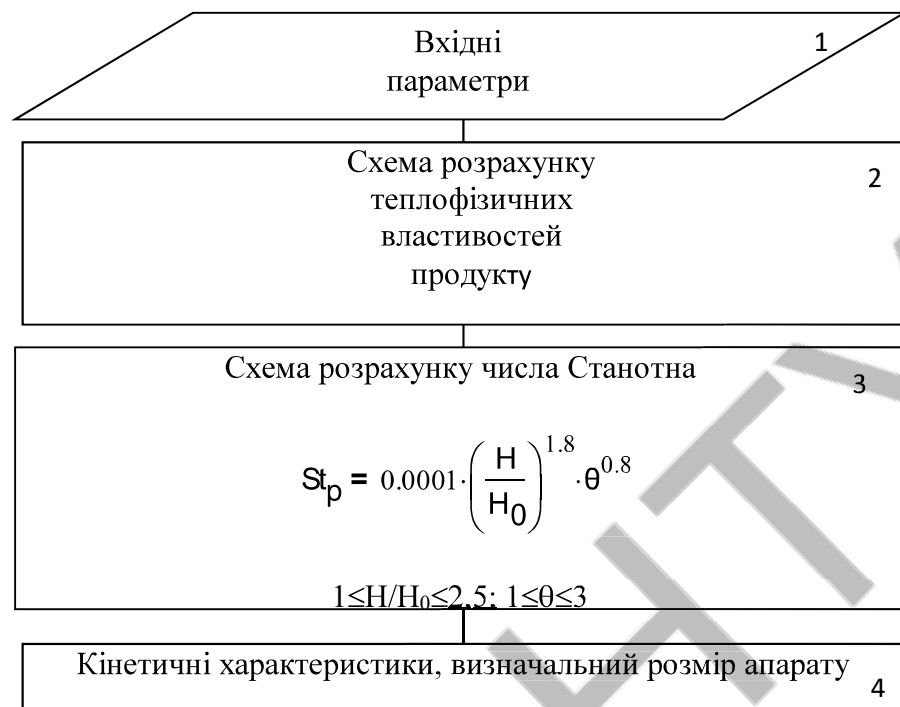 Вхідні 1
параметри
Схема розрахунку 2
теплофізичних
властивостей
продукту
Схема розрахунку числа Станотна 3
St_p = 0.0001·(H/H₀)^1.8 ·θ^0.8
1≤H/H₀≤2.5; 1≤θ≤3
Кінетичні характеристики, визначальний розмір апарату
4